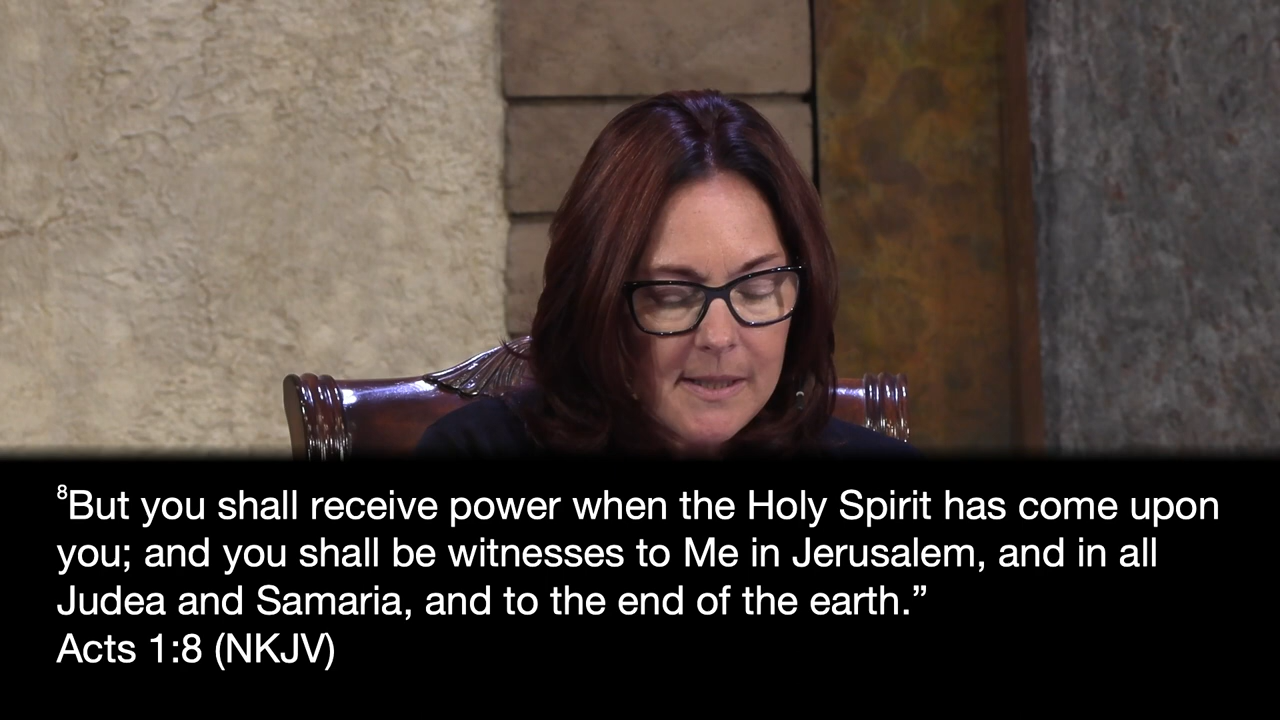 ⁸But you shall receive power when the Holy Spirit has come upon
you; and you shall be witnesses to Me in Jerusalem, and in all
Judea and Samaria, and to the end of the earth.”
Acts 1:8 (NKJV)